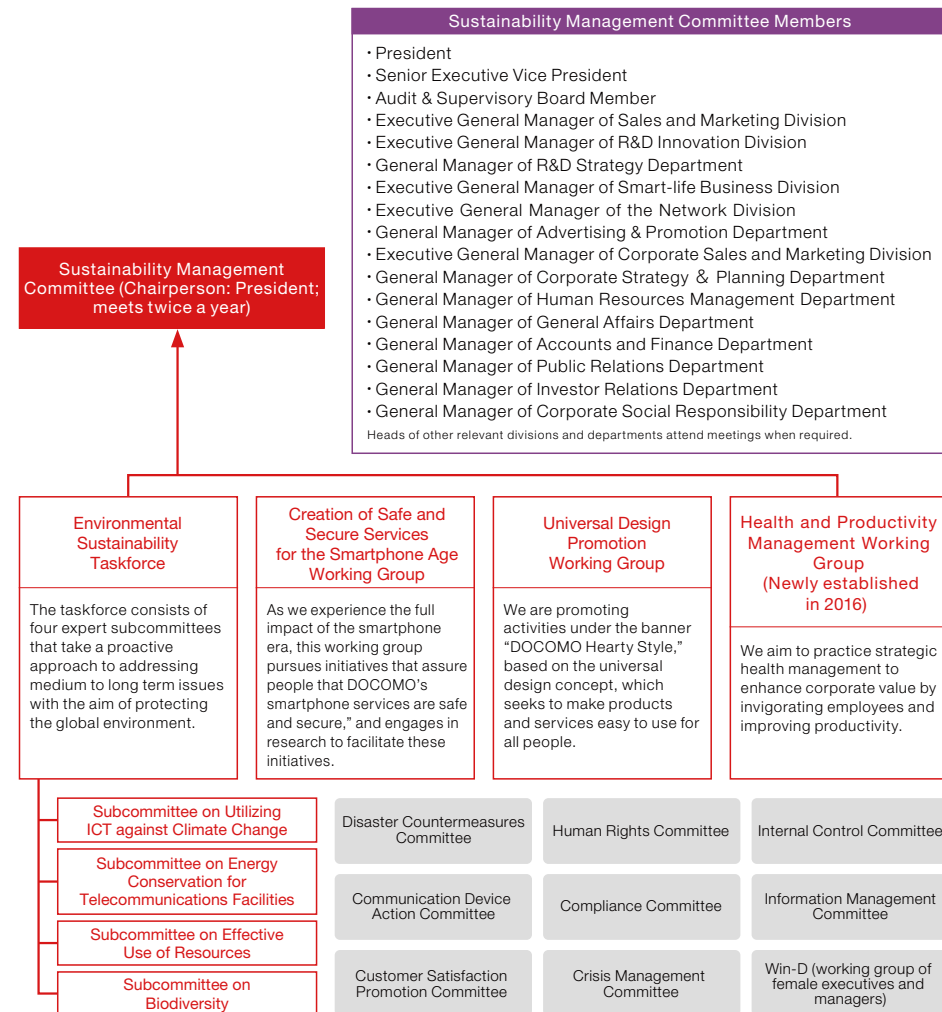 Sustainability Management Committee Members
・President
・Senior Executive Vice President
・Audit & Supervisory Board Member
・Executive General Manager of Sales and Marketing Division
・Executive General Manager of R&D Innovation Division
・General Manager of R&D Strategy Department
・Executive General Manager of Smart-life Business Division
・Executive General Manager of the Network Division
・General Manager of Advertising & Promotion Department
・Executive General Manager of Corporate Sales and Marketing Division
・General Manager of Corporate Strategy & Planning Department
・General Manager of Human Resources Management Department
・General Manager of General Affairs Department
・General Manager of Accounts and Finance Department
・General Manager of Public Relations Department
・General Manager of Investor Relations Department
・General Manager of Corporate Social Responsibility Department
Heads of other relevant divisions and departments attend meetings when required.
Sustainability Management
Committee (Chairperson: President;
meets twice a year)
Environmental
Sustainability
Taskforce
The taskforce consists of
four expert subcommittees
that take a proactive
approach to addressing
medium to long term issues
with the aim of protecting
the global environment.
Creation of Safe and
Secure Services
for the Smartphone Age
Working Group
As we experience the full
impact of the smartphone
era, this working group
pursues initiatives that assure
people that DOCOMO's
smartphone services are safe
and secure," and engages in
research to facilitate these
initiatives.
Universal Design
Promotion
Working Group
We are promoting
activities under the banner
“DOCOMO Hearty Style,”
based on the universal
design concept, which
seeks to make products
and services easy to use for
all people.
Health and Productivity
Management Working
Group
(Newly established
in 2016)
We aim to practice strategic
health management to
enhance corporate value by
invigorating employees and
improving productivity.
Subcommittee on Utilizing
ICT against Climate Change
Subcommittee on Energy
Conservation for
Telecommunications Facilities
Subcommittee on Effective
Use of Resources
Subcommittee on
Biodiversity
Disaster Countermeasures
Committee
Human Rights Committee
Internal Control Committee
Communication Device
Action Committee
Compliance Committee
Information Management
Committee
Customer Satisfaction
Promotion Committee
Crisis Management
Committee
Win-D (working group of
female executives and
managers)